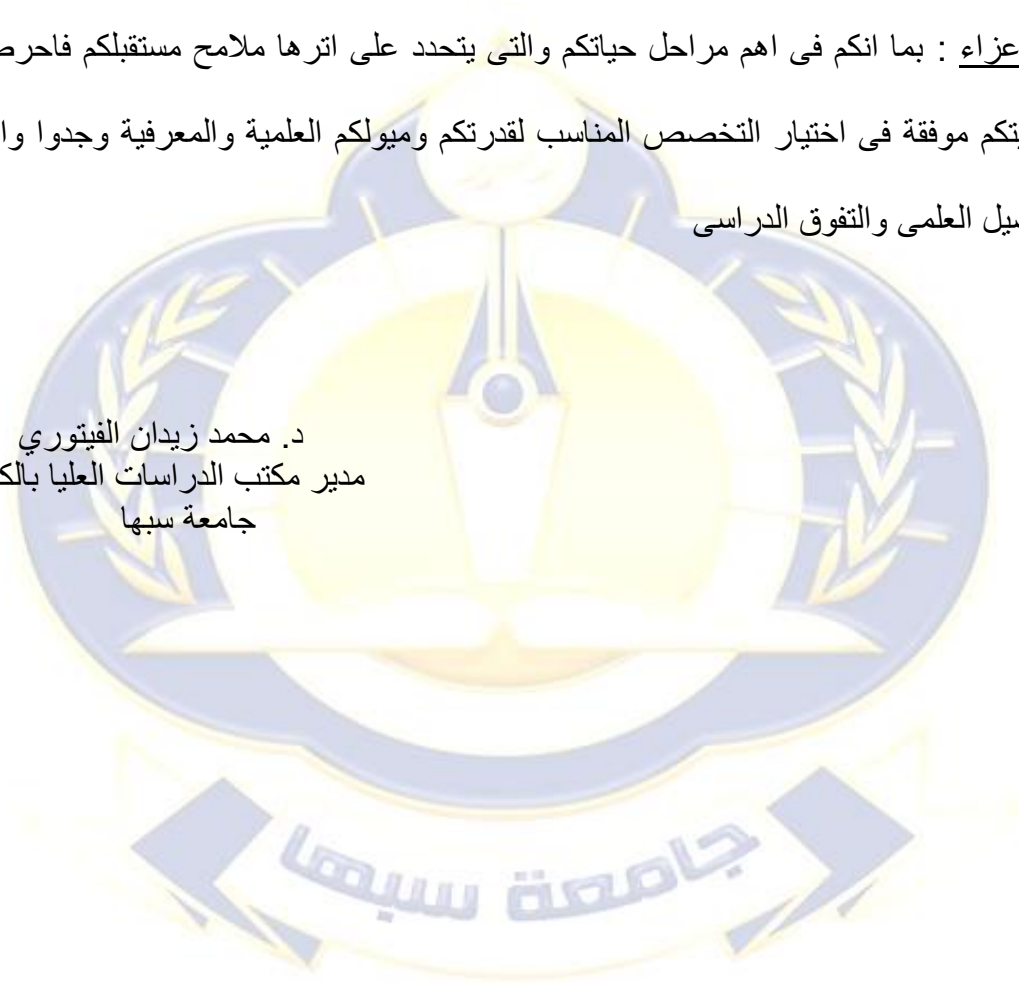 عزاء : بما انكم فى اهم مراحل حياتكم والتى يتحدد على اثرها ملامح مستقبلكم فاحرص
يتكم موفقة فى اختيار التخصص المناسب لقدرتكم وميولكم العلمية والمعرفية وجدوا وا
صيل العلمى والتفوق الدراسى
د. محمد زيدان الفيتوري
مدير مكتب الدراسات العليا بالك
جامعة سبها
جامعة سبها